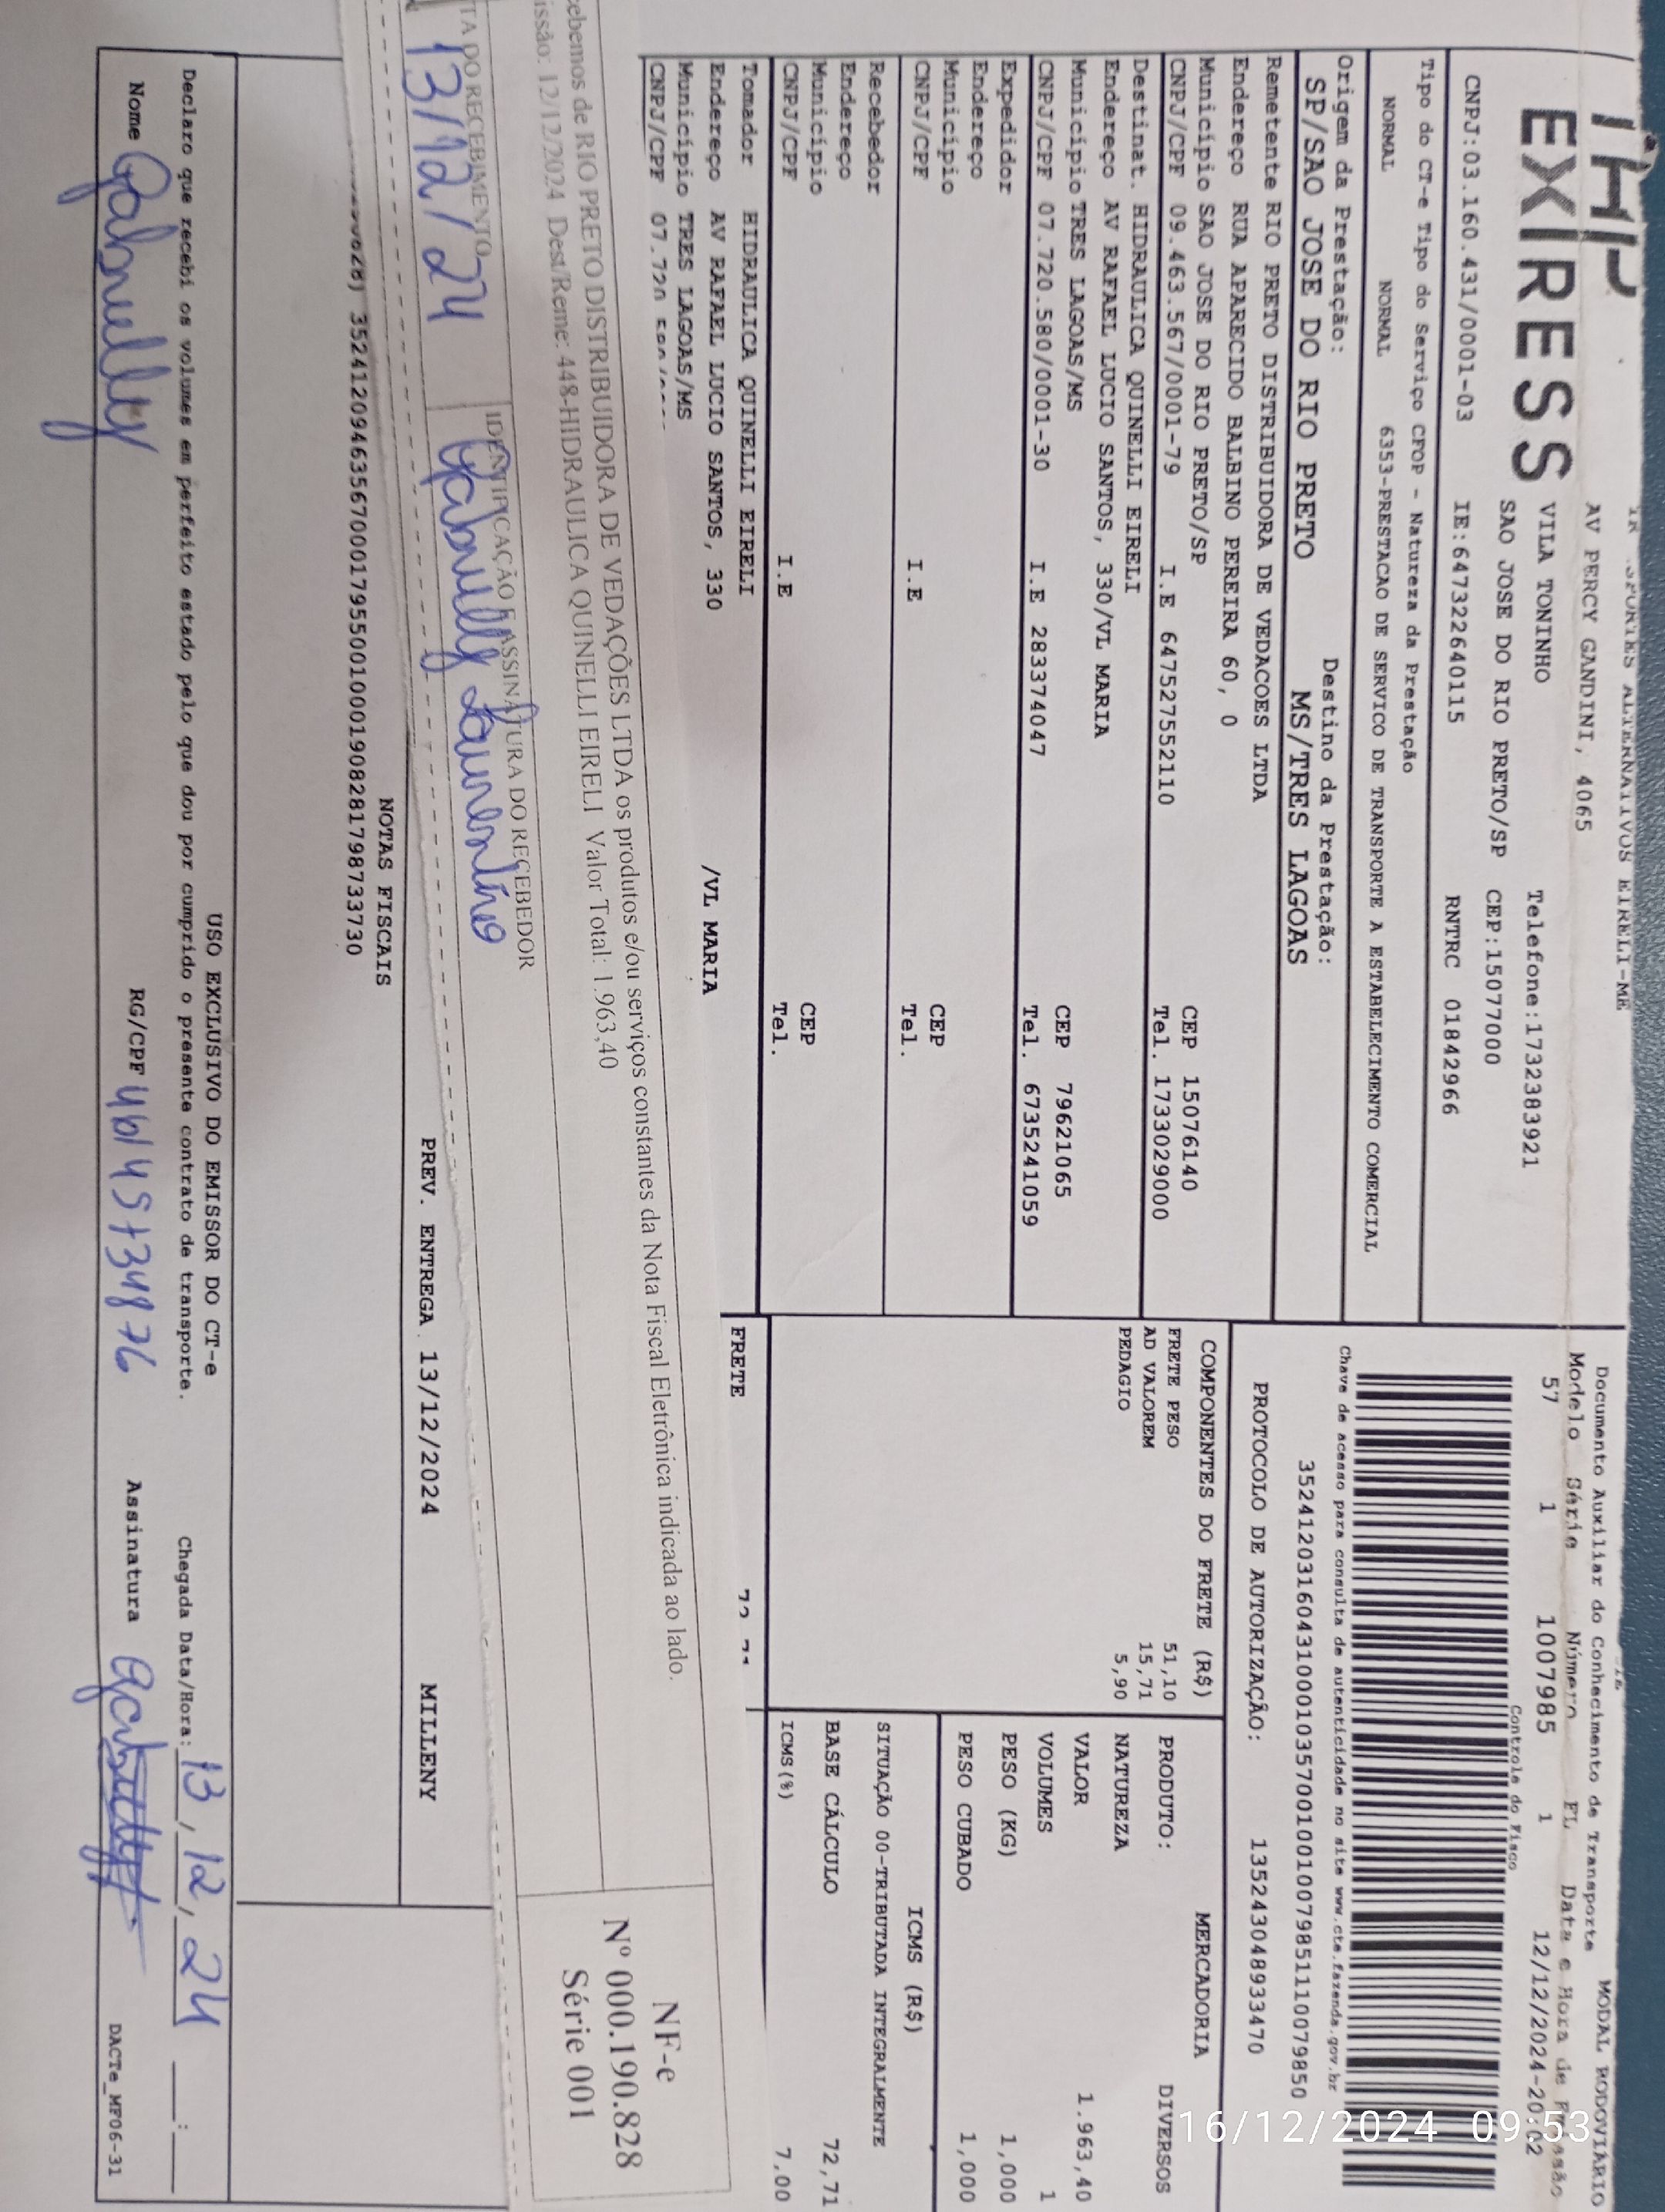 EXPRESS
AV PERCY GANDINI, 4065
VILA TONINHO
Telefone:1732383921
SAO JOSE DO RIO PRETO/SP CEP:15077000
CNPJ:03.160.431/0001-03 IE:647322640115 RNTRC 01842966
Tipo do CT-e Tipo do Serviço CFOP - Natureza da Prestação
NORMAL NORMAL 6353-PRESTACAO DE SERVICO DE TRANSPORTE A ESTABELECIMENTO COMERCIAL
Origem da Prestação: Destino da Prestação:
SP/SAO JOSE DO RIO PRETO MS/TRES LAGOAS
Documento Auxiliar do Conhecimento de Transporte MODAL RODOVIÁRIO
Modelo Série Número FL Data e Hora de Emissão
57 1 1007985 1 12/12/2024-20:02
Controle do Fisco
Chave de acesso para consulta de autenticidade no site www.cte.fazenda.gov.br
35241203160431000103570010010079851110079850
PROTOCOLO DE AUTORIZAÇÃO: 135243048933470
Remetente RIO PRETO DISTRIBUIDORA DE VEDACOES LTDA
Endereço RUA APARECIDO BALBINO PEREIRA 60, 0
Município SAO JOSE DO RIO PRETO/SP CEP 15076140
CNPJ/CPF 09.463.567/0001-79 I.E 647527552110 Tel. 1733029000
Destinat. HIDRAULICA QUINELLI EIRELI
Endereço AV RAFAEL LUCIO SANTOS, 330/VL MARIA
Município TRES LAGOAS/MS CEP 79621065
CNPJ/CPF 07.720.580/0001-30 I.E 283374047 Tel. 6735241059
Expedidor
Endereço
Município CEP
CNPJ/CPF I.E Tel.
Recebedor
Endereço
Município CEP
CNPJ/CPF I.E Tel.
Tomador HIDRAULICA QUINELLI EIRELI
Endereço AV RAFAEL LUCIO SANTOS, 330 /VL MARIA
Município TRES LAGOAS/MS
CNPJ/CPF 07.720
COMPONENTES DO FRETE (R$)
FRETE PESO 51,10
AD VALOREM 15,71
PEDAGIO 5,90
FRETE
MERCADORIA
PRODUTO: DIVERSOS
NATUREZA
VALOR 1.963,40
VOLUMES 1
PESO (KG) 1,000
PESO CUBADO 1,000
ICMS (R$)
SITUAÇÃO 00-TRIBUTADA INTEGRALMENTE
BASE CÁLCULO 72,71
ICMS(%) 7,00
ebemos de RIO PRETO DISTRIBUIDORA DE VEDAÇÕES LTDA os produtos e/ou serviços constantes da Nota Fiscal Eletrônica indicada ao lado.
issão: 12/12/2024 Dest/Reme: 448-HIDRAULICA QUINELLI EIRELI Valor Total: 1.963,40
TA DO RECEBIMENTO IDENTIFICAÇÃO E ASSINATURA DO RECEBEDOR
13/12/24 Gabrielly Laurentino
NF-e
Nº 000.190.828
Série 001
PREV. ENTREGA 13/12/2024 MILLENY
NOTAS FISCAIS
35241209463567000179550010001908281798733730
USO EXCLUSIVO DO EMISSOR DO CT-e
Declaro que recebi os volumes em perfeito estado pelo que dou por cumprido o presente contrato de transporte. Chegada Data/Hora: 13/12/24 ___:___
Nome Gabrielly RG/CPF Assinatura
DACTe_MF06-31
16/12/2024 09:53